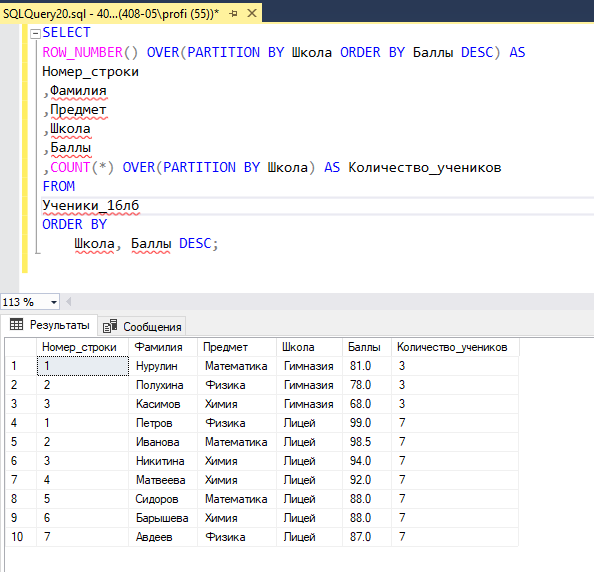 SQLQuery20.sql - 40...(408-05\profi (55))*
SELECT
ROW_NUMBER() OVER(PARTITION BY Школа ORDER BY Баллы DESC) AS
Номер_строки
,Фамилия
,Предмет
,Школа
,Баллы
,COUNT(*) OVER(PARTITION BY Школа) AS Количество_учеников
FROM
Ученики_16лб
ORDER BY
Школа, Баллы DESC;
113 %
Результаты Сообщения
Номер_строки Фамилия Предмет Школа Баллы Количество_учеников
1 1 Нурулин Математика Гимназия 81.0 3
2 2 Полухина Физика Гимназия 78.0 3
3 3 Касимов Химия Гимназия 68.0 3
4 1 Петров Физика Лицей 99.0 7
5 2 Иванова Математика Лицей 98.5 7
6 3 Никитина Химия Лицей 94.0 7
7 4 Матвеева Химия Лицей 92.0 7
8 5 Сидоров Математика Лицей 88.0 7
9 6 Барышева Химия Лицей 88.0 7
10 7 Авдеев Физика Лицей 87.0 7